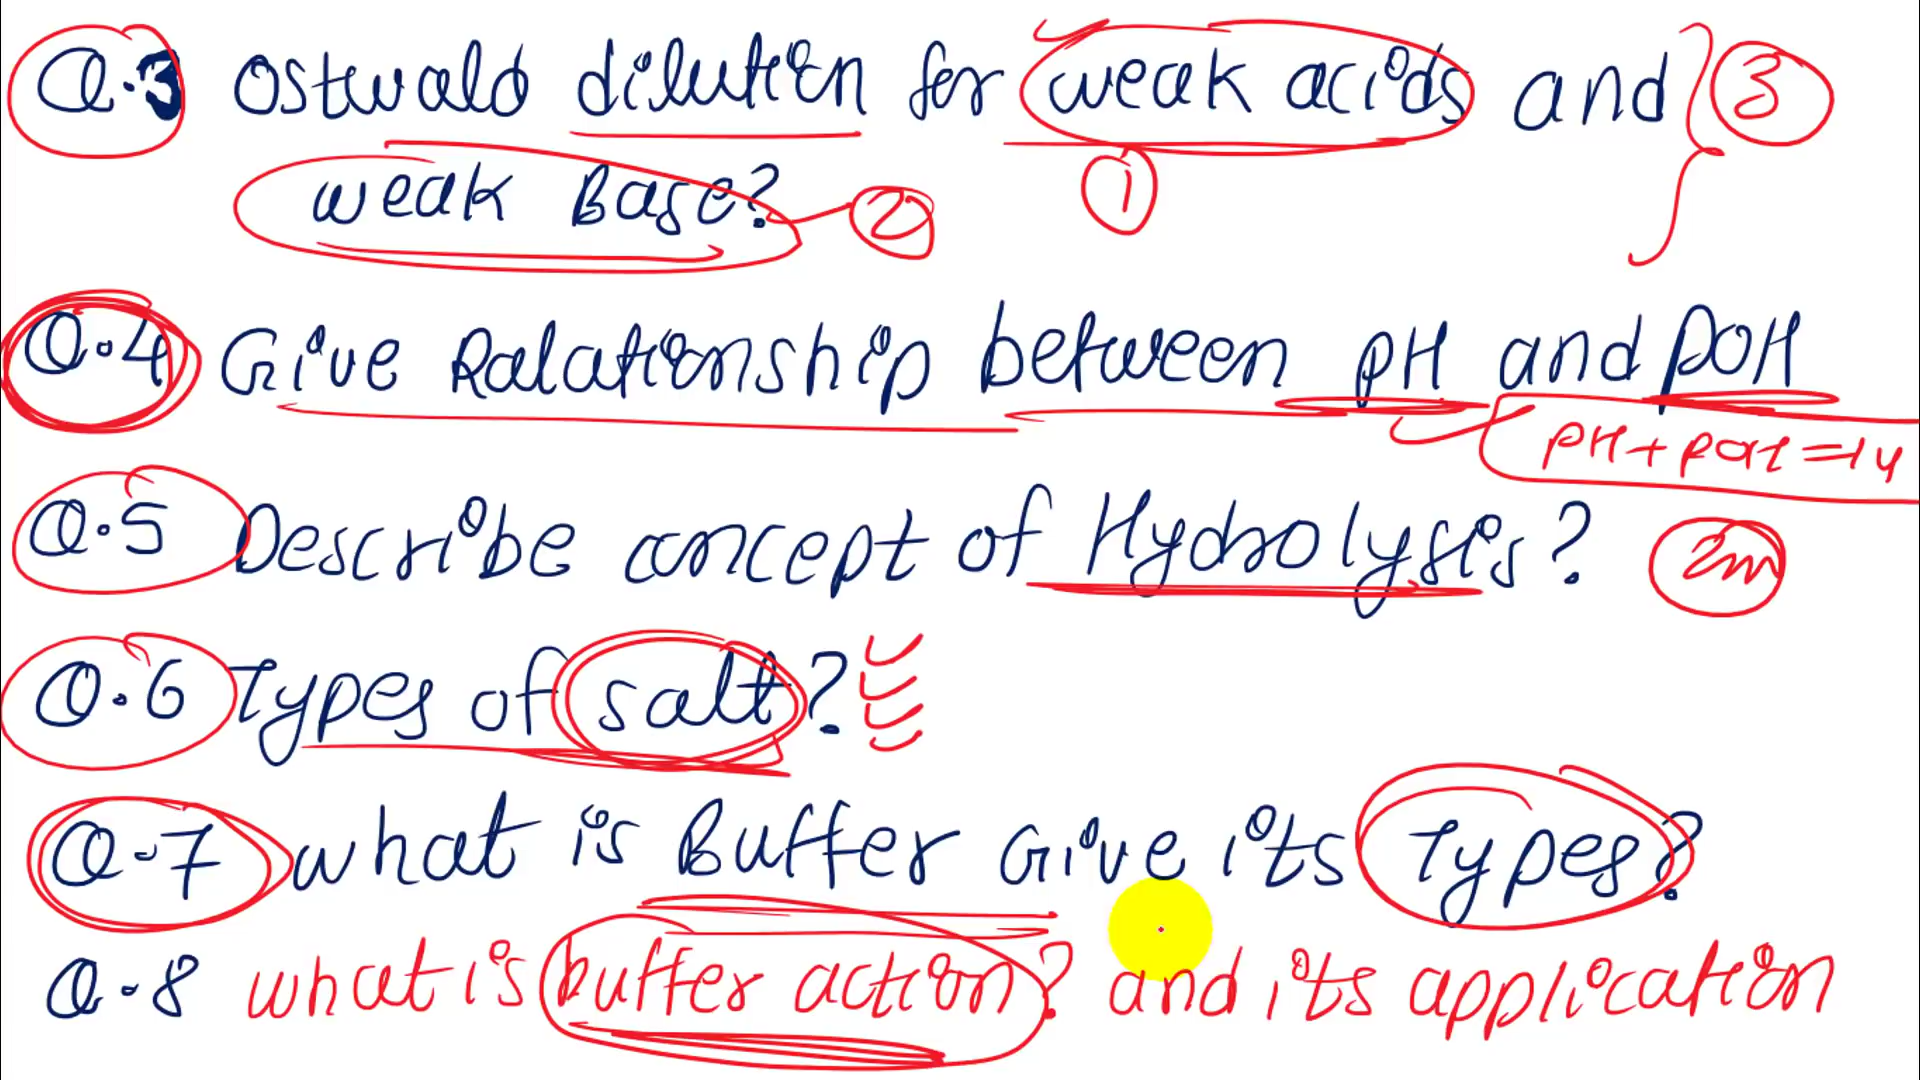 Q.3 Ostwald dilution for weak acids and } 3
weak Base? 2 1
Q.4 Give Ralationship between pH and pOH
pH + pOH = 14
Q.5 Describe concept of Hydrolysis? 2m
Q.6 Types of salt?
Q.7 what is Buffer Give its Types?
Q.8 what is buffer action? and its application